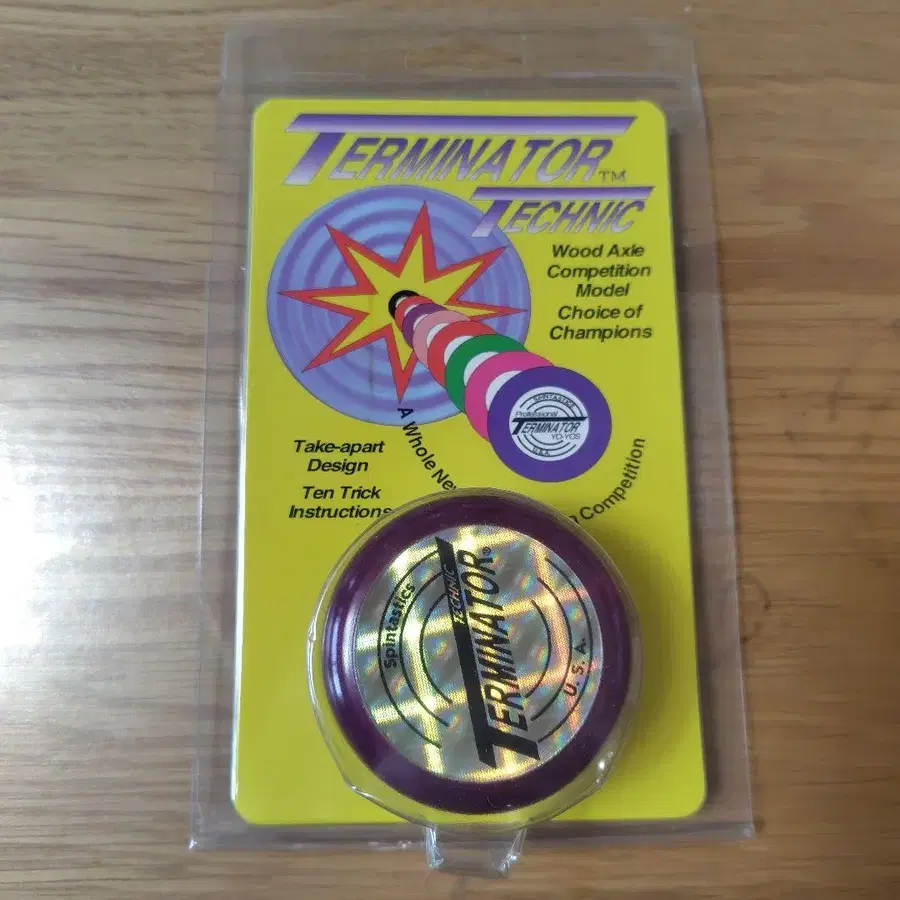 TERMINATOR TM
TECHNIC
Wood Axle
Competition
Model
Choice of
Champions
SPINTASTICS
Professional
TERMINATOR
YO-YOS
U.S.A.
Take-apart
Design
Ten Trick
Instructions
A Whole
Competition
Spintastics
TECHNIC
TERMINATOR®
U.S.A.